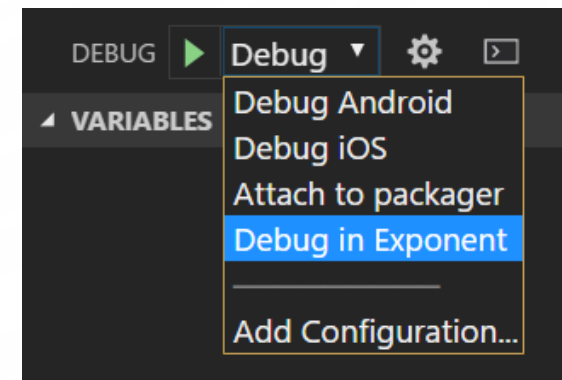 DEBUG Debug
VARIABLES
Debug Android
Debug iOS
Attach to packager
Debug in Exponent
Add Configuration...